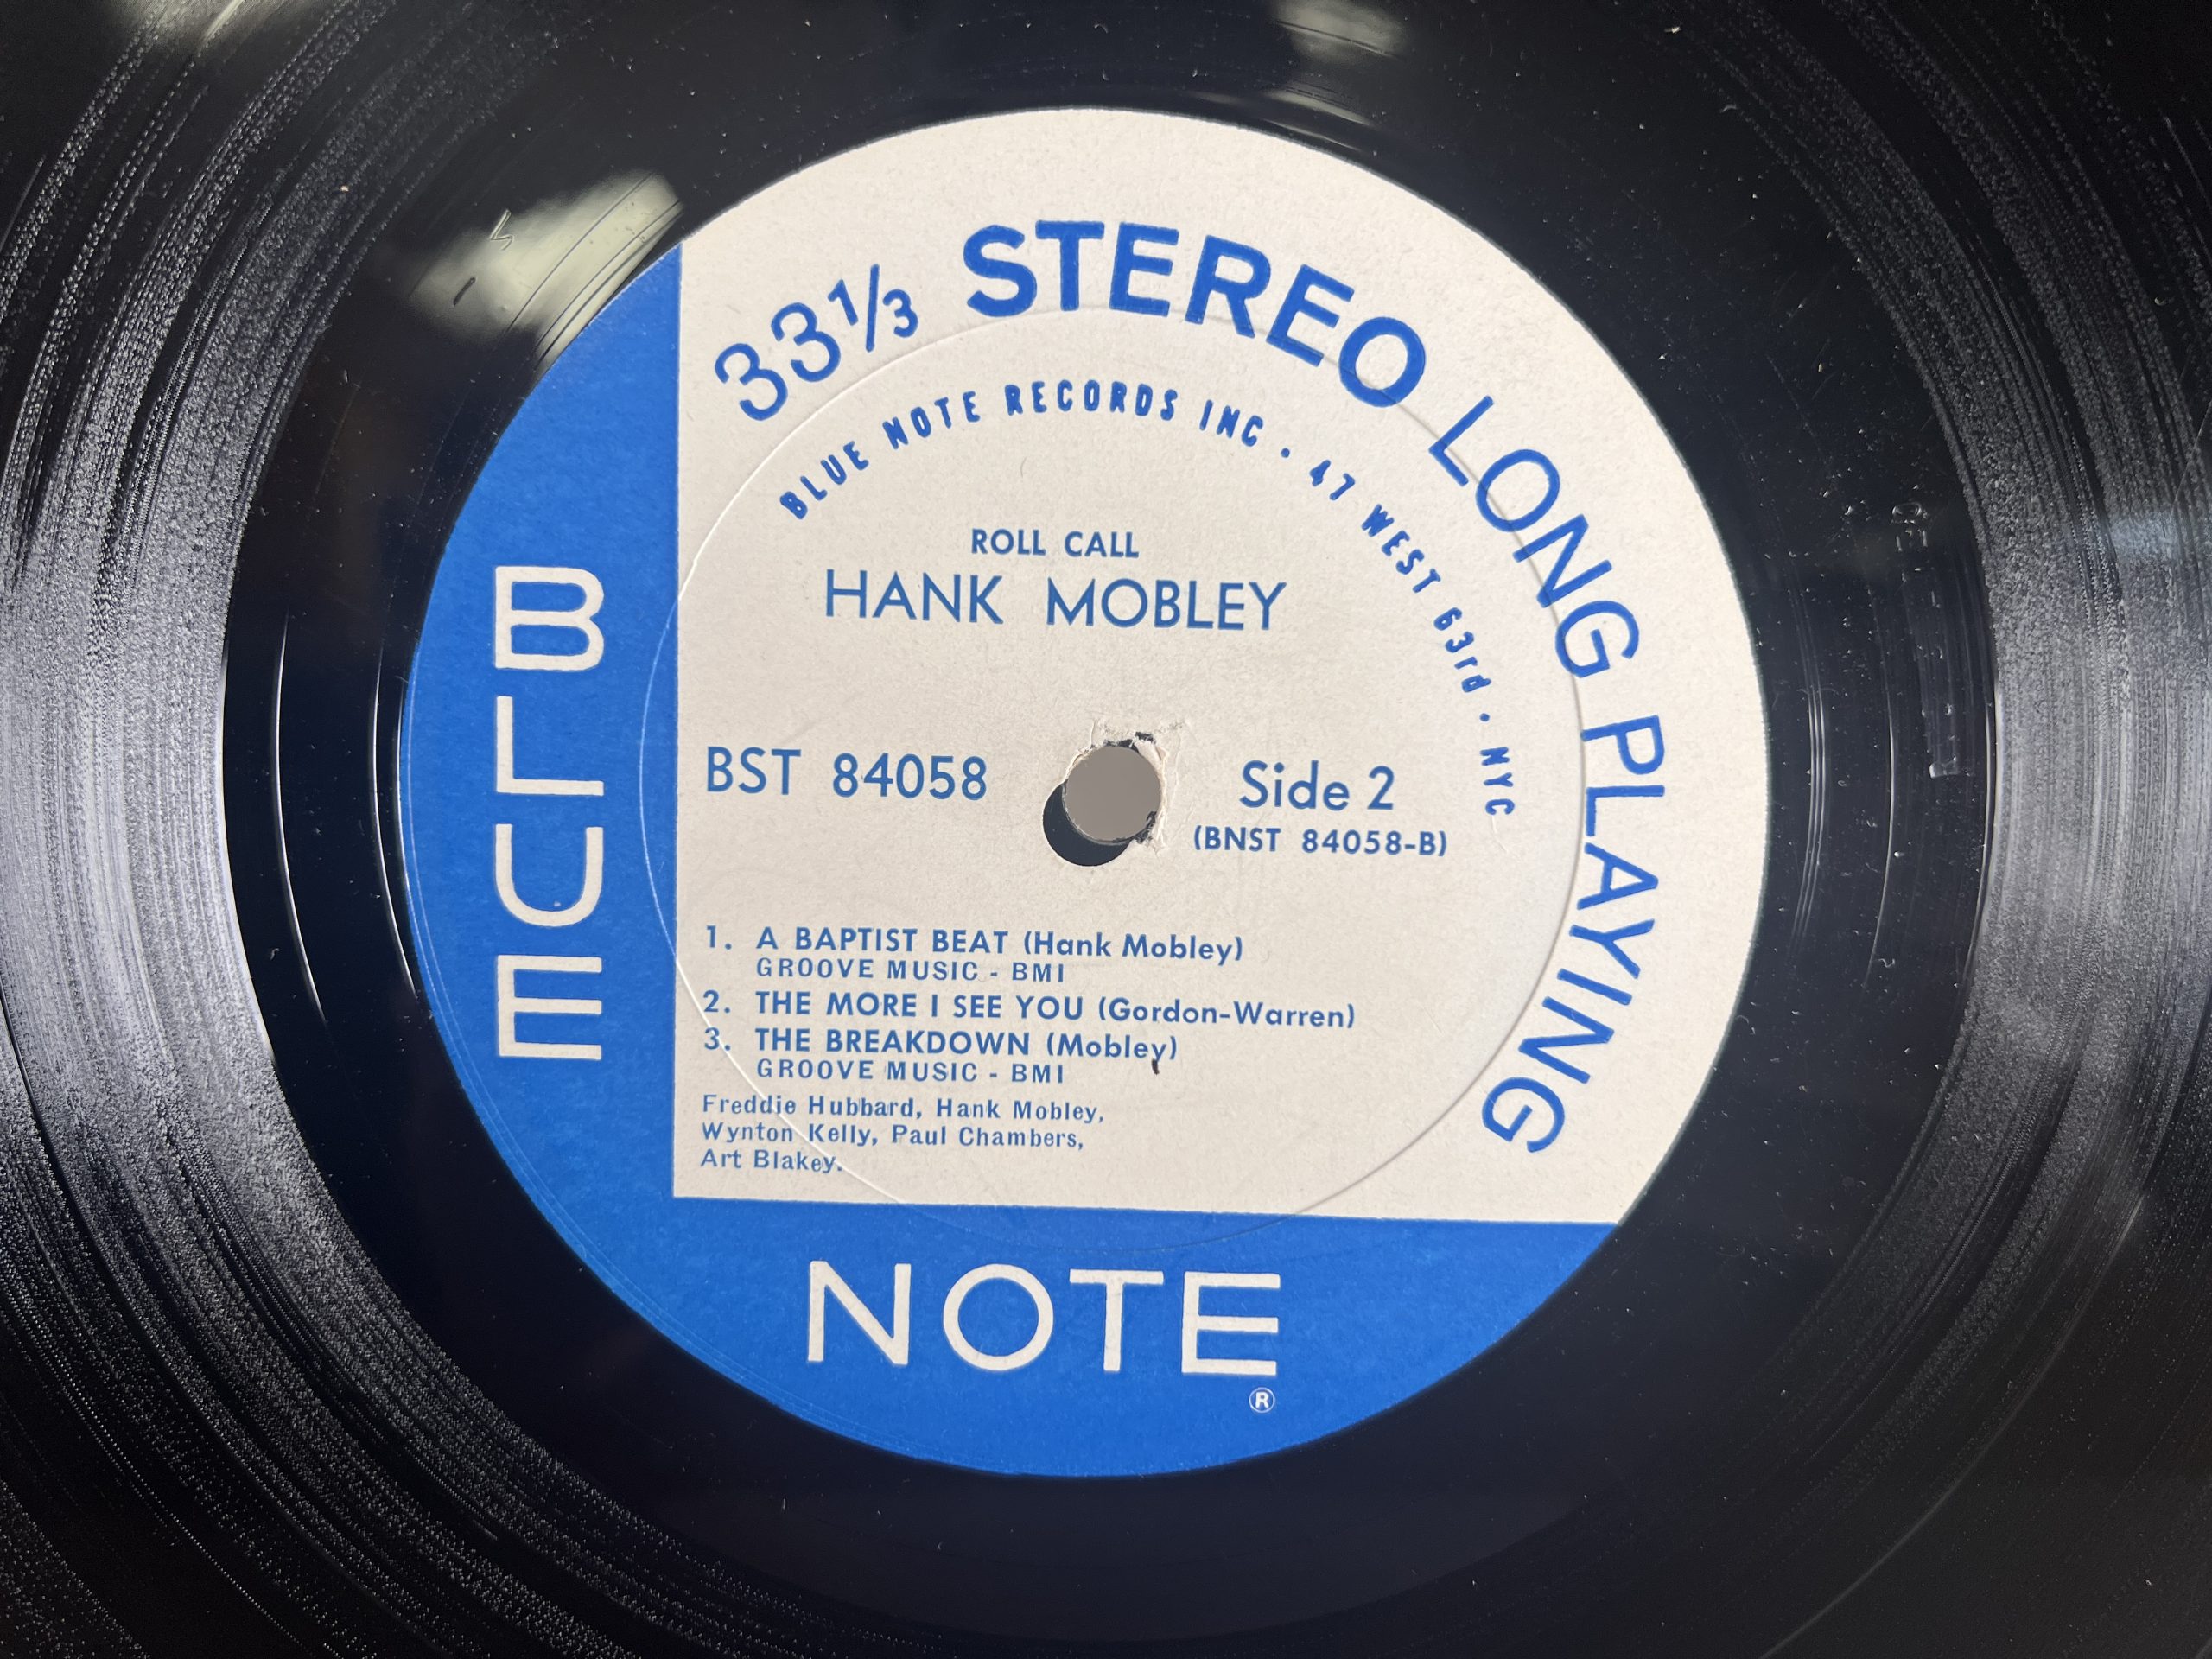 33⅓ STEREO LONG PLAYING
BLUE NOTE RECORDS INC · 47 WEST 63rd · NYC
ROLL CALL
HANK MOBLEY
BST 84058
Side 2
(BNST 84058-B)
1. A BAPTIST BEAT (Hank Mobley)
GROOVE MUSIC - BMI
2. THE MORE I SEE YOU (Gordon-Warren)
3. THE BREAKDOWN (Mobley)
GROOVE MUSIC - BMI
Freddie Hubbard, Hank Mobley,
Wynton Kelly, Paul Chambers,
Art Blakey.
BLUE
NOTE
®